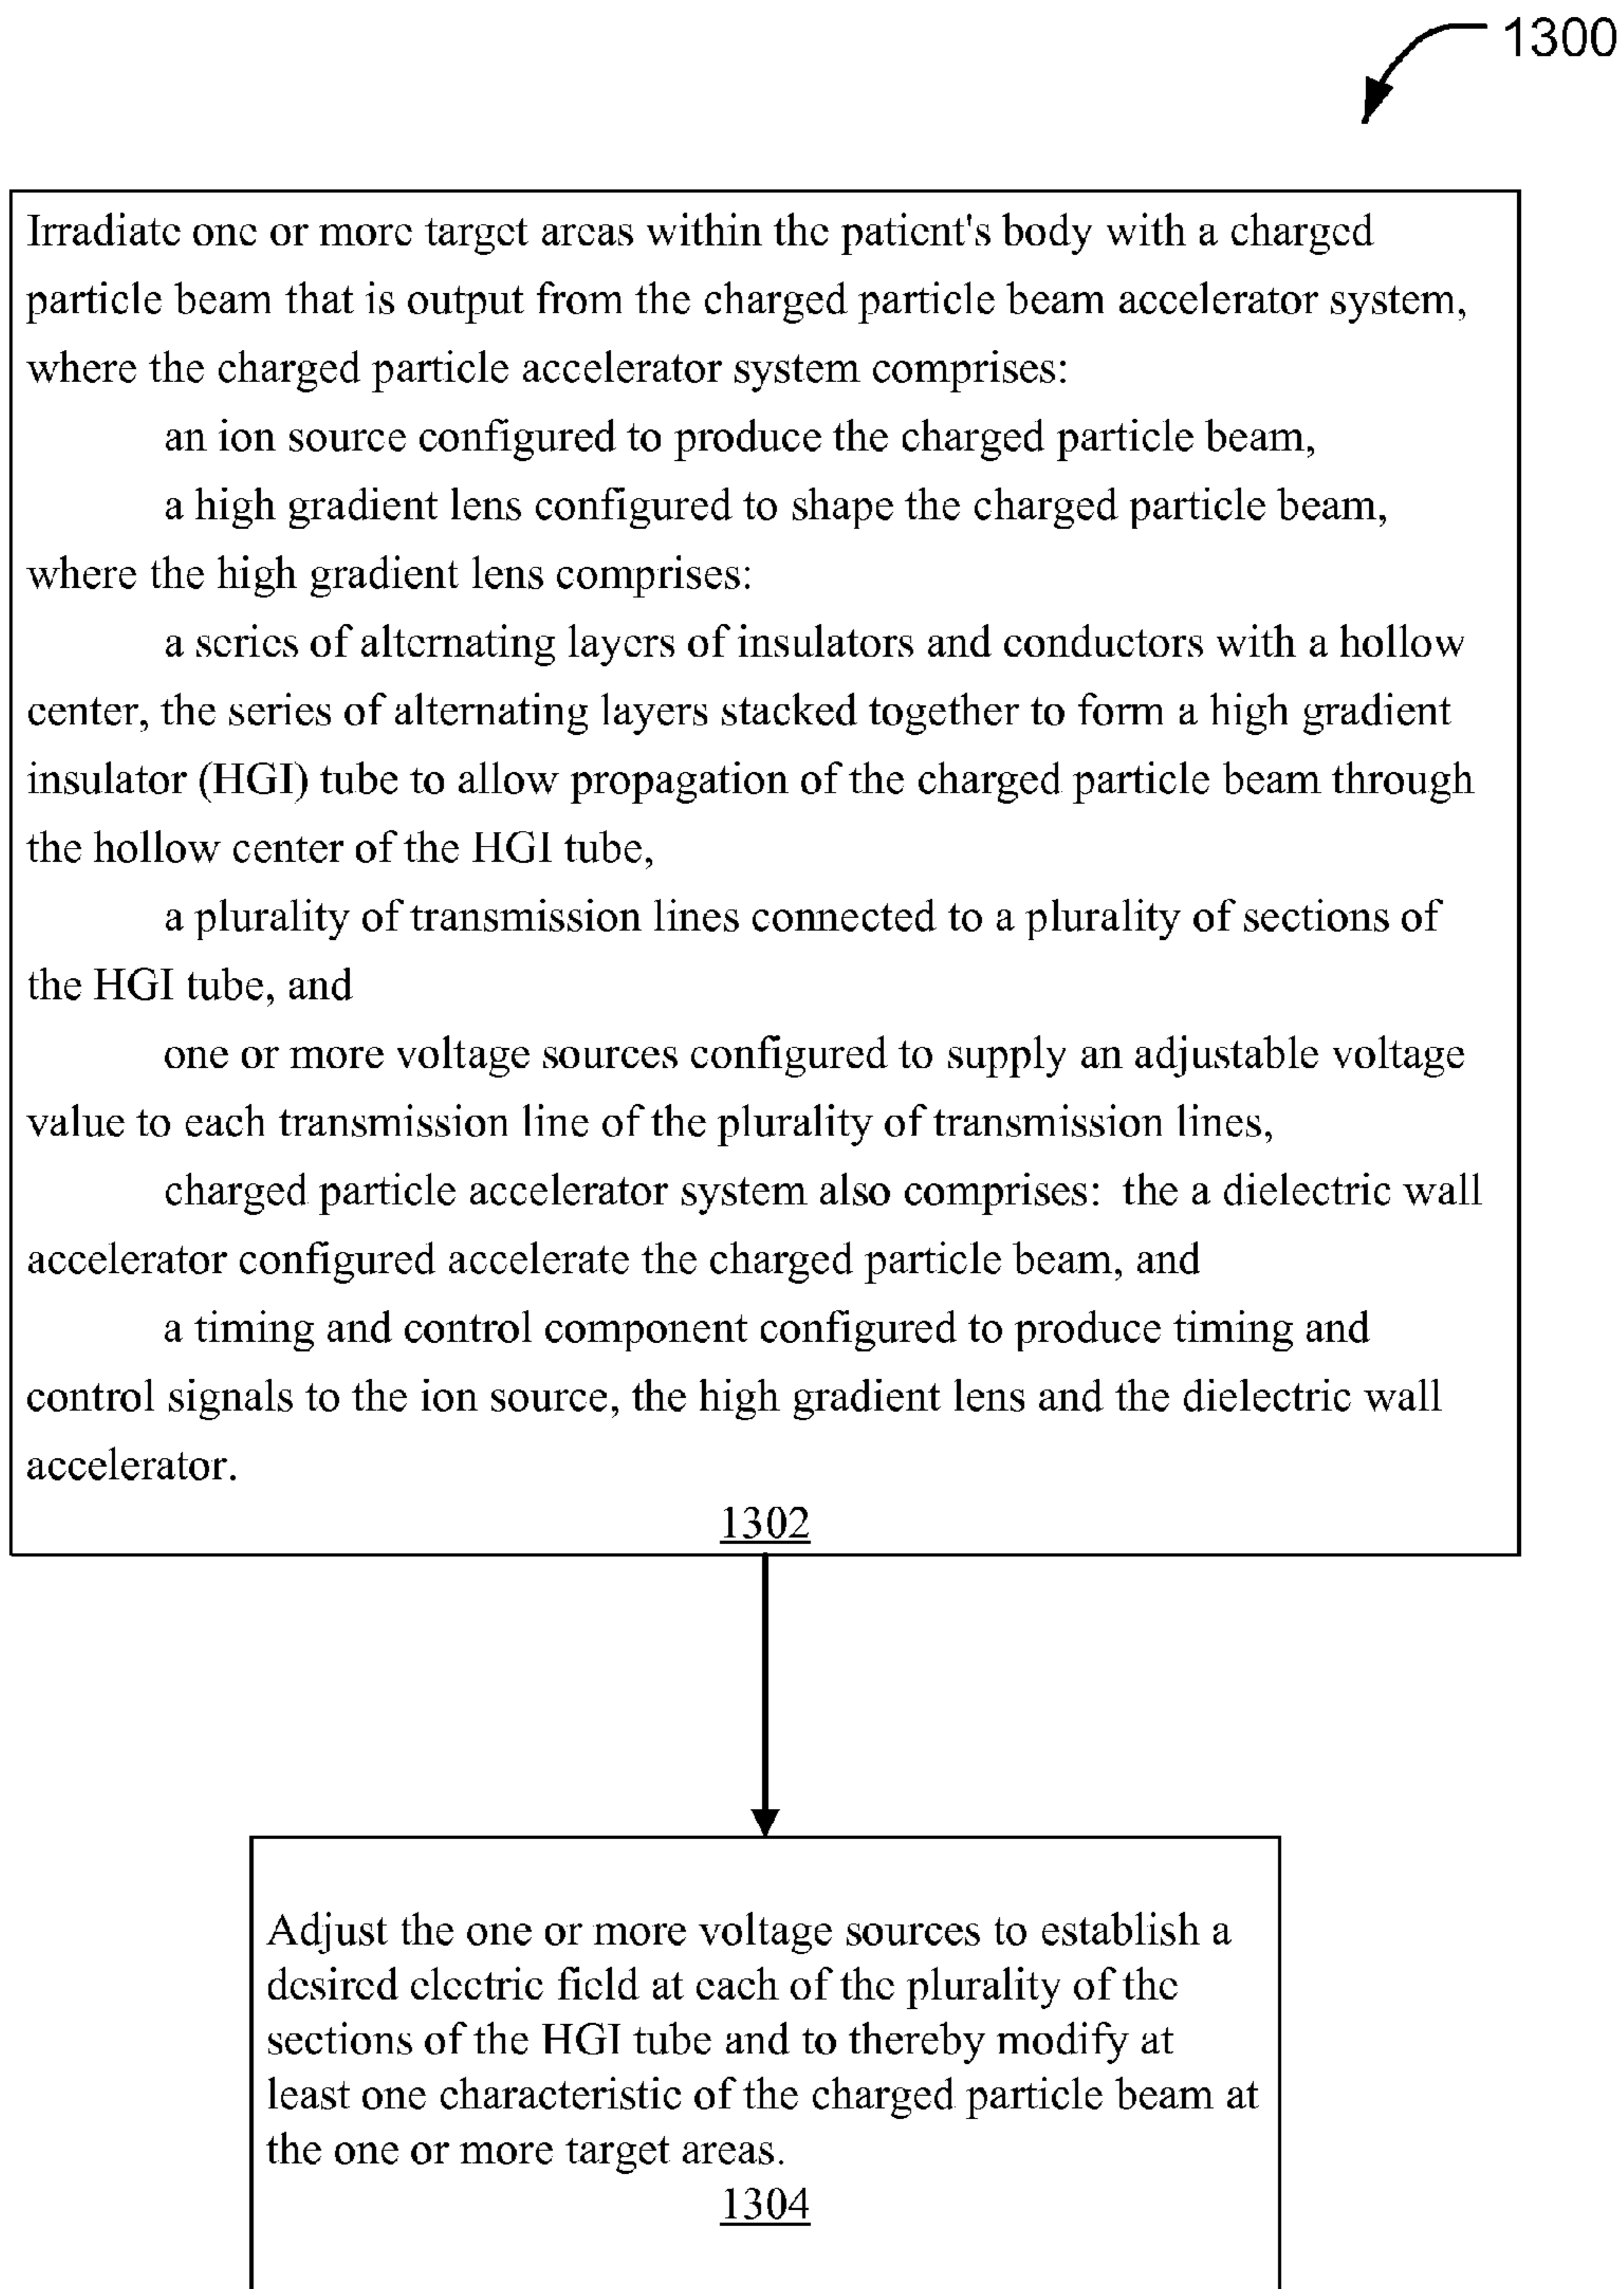 1300
Irradiate one or more target areas within the patient's body with a charged
particle beam that is output from the charged particle beam accelerator system,
where the charged particle accelerator system comprises:
an ion source configured to produce the charged particle beam,
a high gradient lens configured to shape the charged particle beam,
where the high gradient lens comprises:
a series of alternating layers of insulators and conductors with a hollow
center, the series of alternating layers stacked together to form a high gradient
insulator (HGI) tube to allow propagation of the charged particle beam through
the hollow center of the HGI tube,
a plurality of transmission lines connected to a plurality of sections of
the HGI tube, and
one or more voltage sources configured to supply an adjustable voltage
value to each transmission line of the plurality of transmission lines,
charged particle accelerator system also comprises: the a dielectric wall
accelerator configured accelerate the charged particle beam, and
a timing and control component configured to produce timing and
control signals to the ion source, the high gradient lens and the dielectric wall
accelerator.
1302
Adjust the one or more voltage sources to establish a
desired electric field at each of the plurality of the
sections of the HGI tube and to thereby modify at
least one characteristic of the charged particle beam at
the one or more target areas.
1304